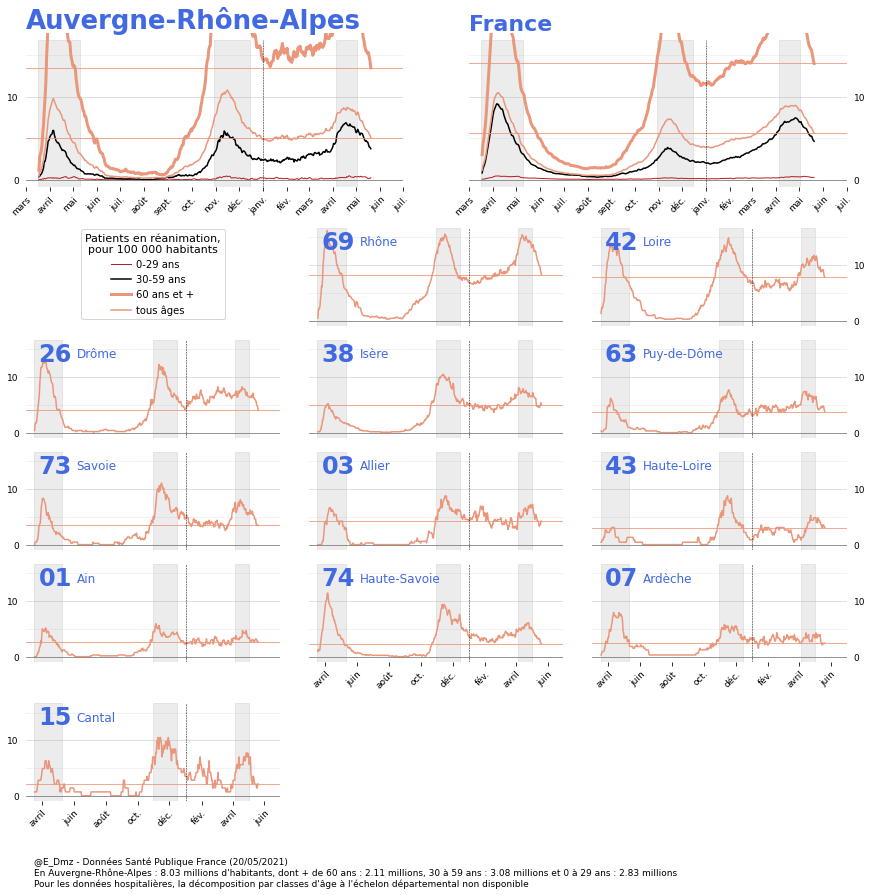 Auvergne-Rhône-Alpes
France
10
0
mars avril mai juin juil. août sept. oct. nov. déc. janv. févr. mars avril mai juin juil.
mars avril mai juin juil. août sept. oct. nov. déc. janv. févr. mars avril mai juin juil.
10
0
Patients en réanimation,
pour 100 000 habitants
0-29 ans
30-59 ans
60 ans et +
tous âges
69 Rhône
42 Loire
10
0
26 Drôme
38 Isère
63 Puy-de-Dôme
10
0
10
0
73 Savoie
03 Allier
43 Haute-Loire
10
0
10
0
01 Ain
74 Haute-Savoie
07 Ardèche
10
0
10
0
avril juin août oct. déc. fév. avril juin
avril juin août oct. déc. fév. avril juin
15 Cantal
10
0
avril juin août oct. déc. fév. avril juin
@E_Dmz - Données Santé Publique France (20/05/2021)
En Auvergne-Rhône-Alpes : 8.03 millions d'habitants, dont + de 60 ans : 2.11 millions, 30 à 59 ans : 3.08 millions et 0 à 29 ans : 2.83 millions
Pour les données hospitalières, la décomposition par classes d'âge à l'échelon départemental non disponible